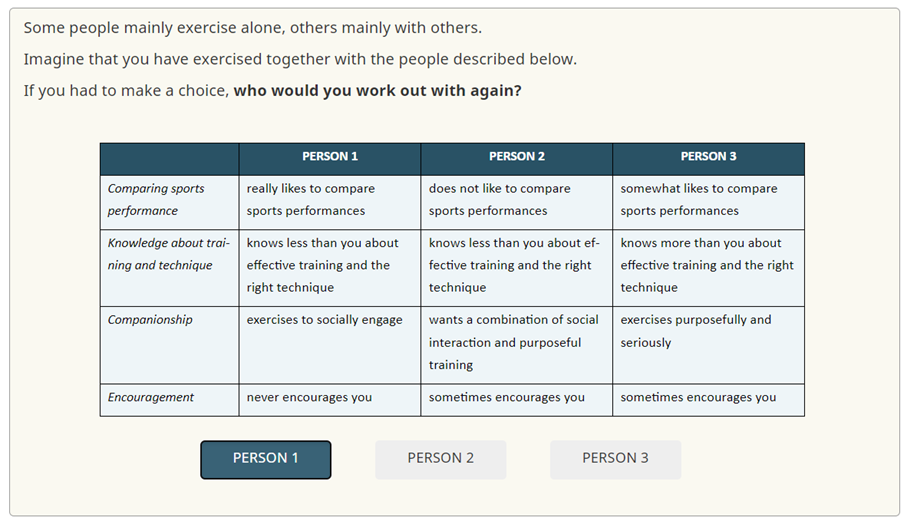 Some people mainly exercise alone, others mainly with others.
Imagine that you have exercised together with the people described below.
If you had to make a choice, who would you work out with again?
PERSON 1 PERSON 2 PERSON 3
Comparing sports performance
really likes to compare sports performances
does not like to compare sports performances
somewhat likes to compare sports performances
Knowledge about trai-
ning and technique
knows less than you about
effective training and the
right technique
knows less than you about ef-
fective training and the right
technique
knows more than you about
effective training and the right
technique
Companionship
exercises to socially engage
wants a combination of social
interaction and purposeful
training
exercises purposefully and
seriously
Encouragement
never encourages you
sometimes encourages you
sometimes encourages you
PERSON 1 PERSON 2 PERSON 3